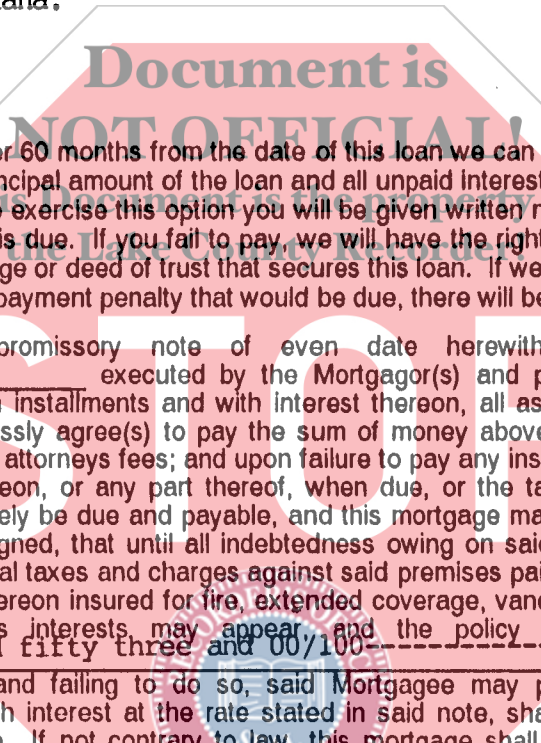 Document is
NOT OFFICIAL!
er 60 months from the date of this loan we can
ncipal amount of the loan and all unpaid interest
This Document is the property
exercise this option you will be given written
is due. If you fail to pay, we will have the right
the Lake County Recorder!
ge or deed of trust that secures this loan. If we
payment penalty that would be due, there will be
STOP
promissory note of even date herewith
executed by the Mortgagor(s) and
installments and with interest thereon, all as
ssly agree(s) to pay the sum of money above
attorneys fees; and upon failure to pay any ins
eon, or any part thereof, when due, or the ta
ely be due and payable, and this mortgage ma
gned, that until all indebtedness owing on said
al taxes and charges against said premises pai
ereon insured for fire, extended coverage, vand
s interests may appear, and the policy
fifty three and 00/100--------------
and failing to do so, said Mortgagee may p
h interest at the rate stated in said note, sha
If not contrary to law, this mortgage shall